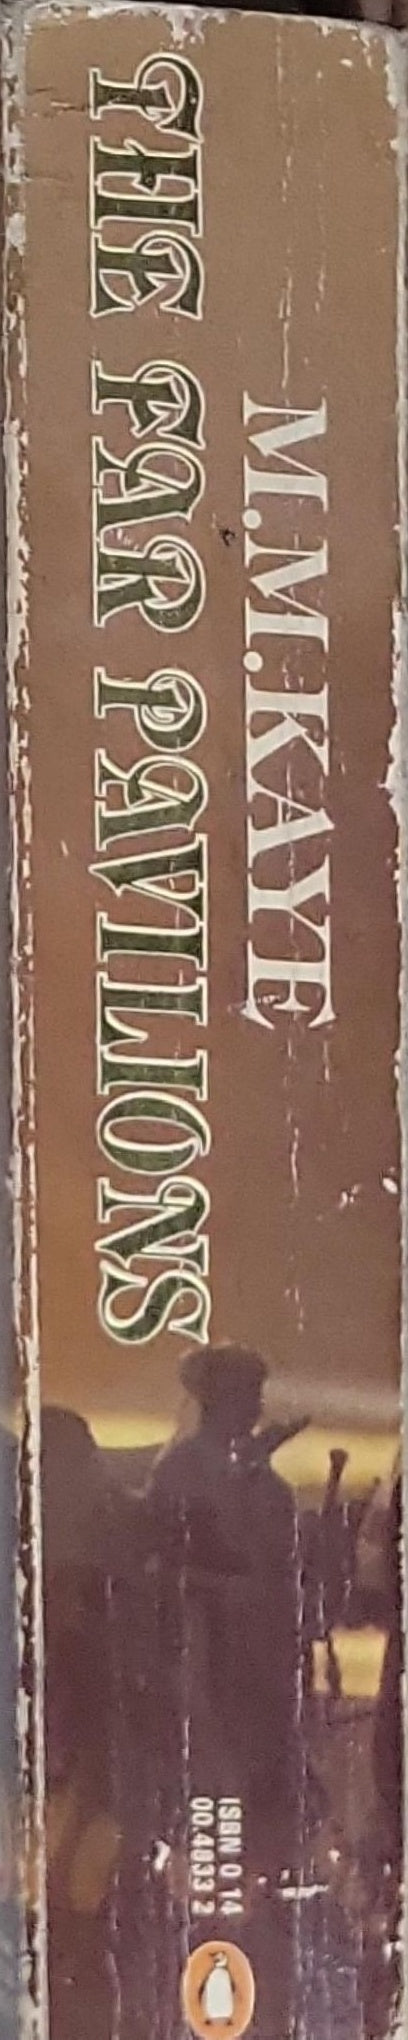 M.M.KAYE
THE FAR PAVILIONS
ISBN 0 14
00.4833 2